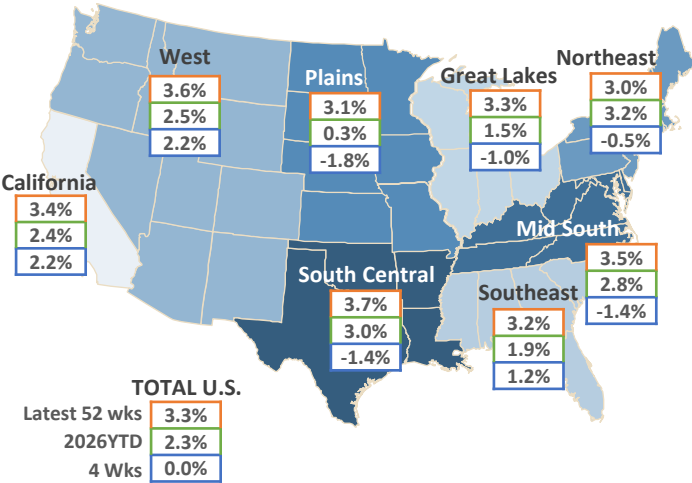 West
3.6%
2.5%
2.2%
Plains
3.1%
0.3%
-1.8%
Great Lakes
3.3%
1.5%
-1.0%
Northeast
3.0%
3.2%
-0.5%
California
3.4%
2.4%
2.2%
South Central
3.7%
3.0%
-1.4%
Southeast
3.2%
1.9%
1.2%
Mid South
3.5%
2.8%
-1.4%
TOTAL U.S.
Latest 52 wks 3.3%
2026YTD 2.3%
4 Wks 0.0%